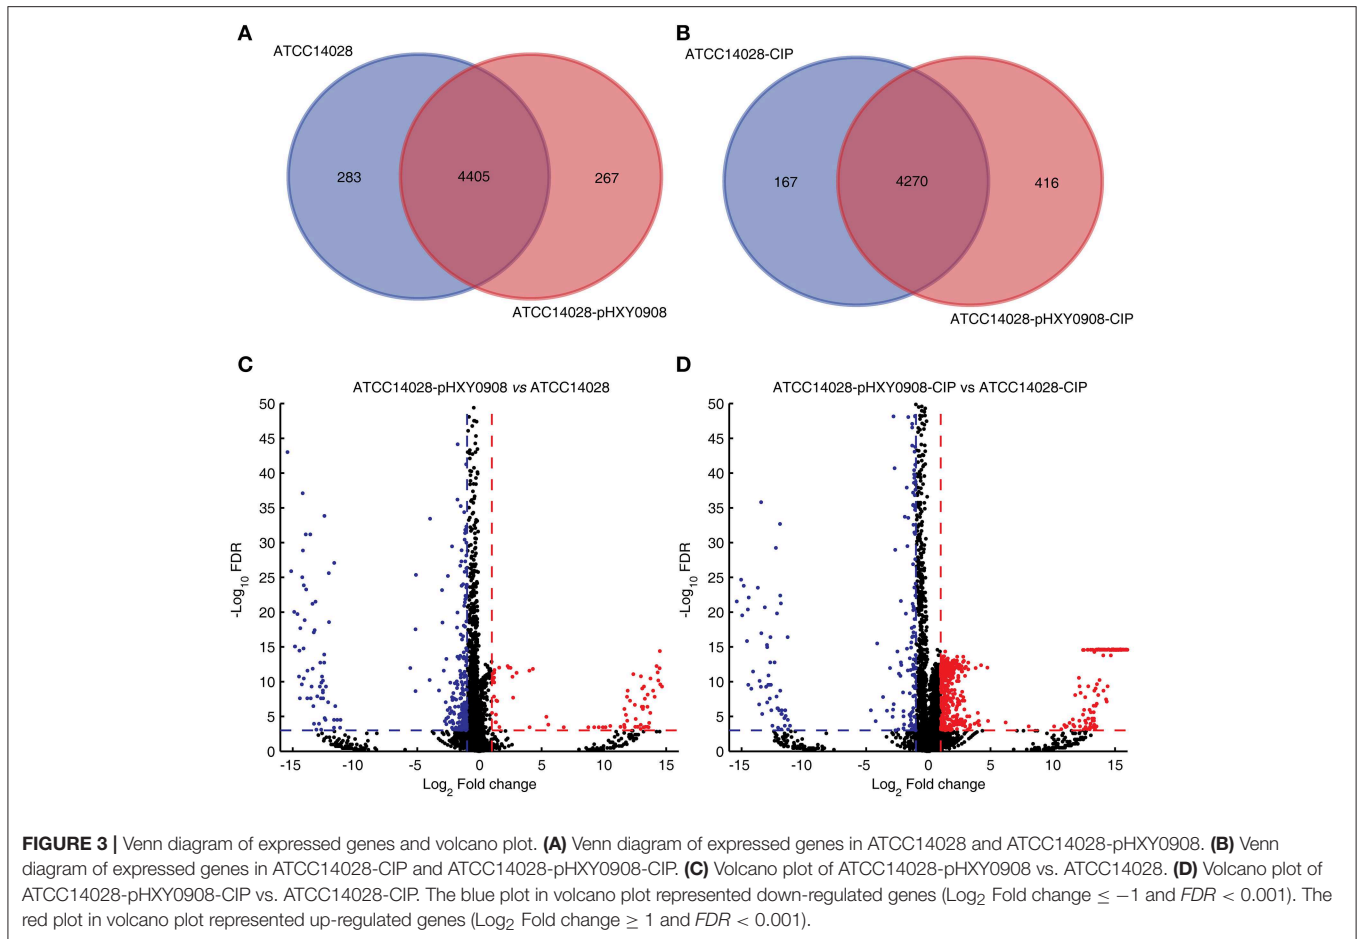 A
ATCC14028
283
4405
267
ATCC14028-pHXY0908
B
ATCC14028-CIP
167
4270
416
ATCC14028-pHXY0908-CIP
C
ATCC14028-pHXY0908 vs ATCC14028
50
45
40
35
30
25
20
15
10
5
0
-Log10 FDR
-15
-10
-5
0
5
10
15
Log2 Fold change
D
ATCC14028-pHXY0908-CIP vs ATCC14028-CIP
50
45
40
35
30
25
20
15
10
5
0
-Log10 FDR
-15
-10
-5
0
5
10
15
Log2 Fold change
FIGURE 3 | Venn diagram of expressed genes and volcano plot. (A) Venn diagram of expressed genes in ATCC14028 and ATCC14028-pHXY0908. (B) Venn
diagram of expressed genes in ATCC14028-CIP and ATCC14028-pHXY0908-CIP. (C) Volcano plot of ATCC14028-pHXY0908 vs. ATCC14028. (D) Volcano plot of
ATCC14028-pHXY0908-CIP vs. ATCC14028-CIP. The blue plot in volcano plot represented down-regulated genes (Log2 Fold change ≤ −1 and FDR < 0.001). The
red plot in volcano plot represented up-regulated genes (Log2 Fold change ≥ 1 and FDR < 0.001).